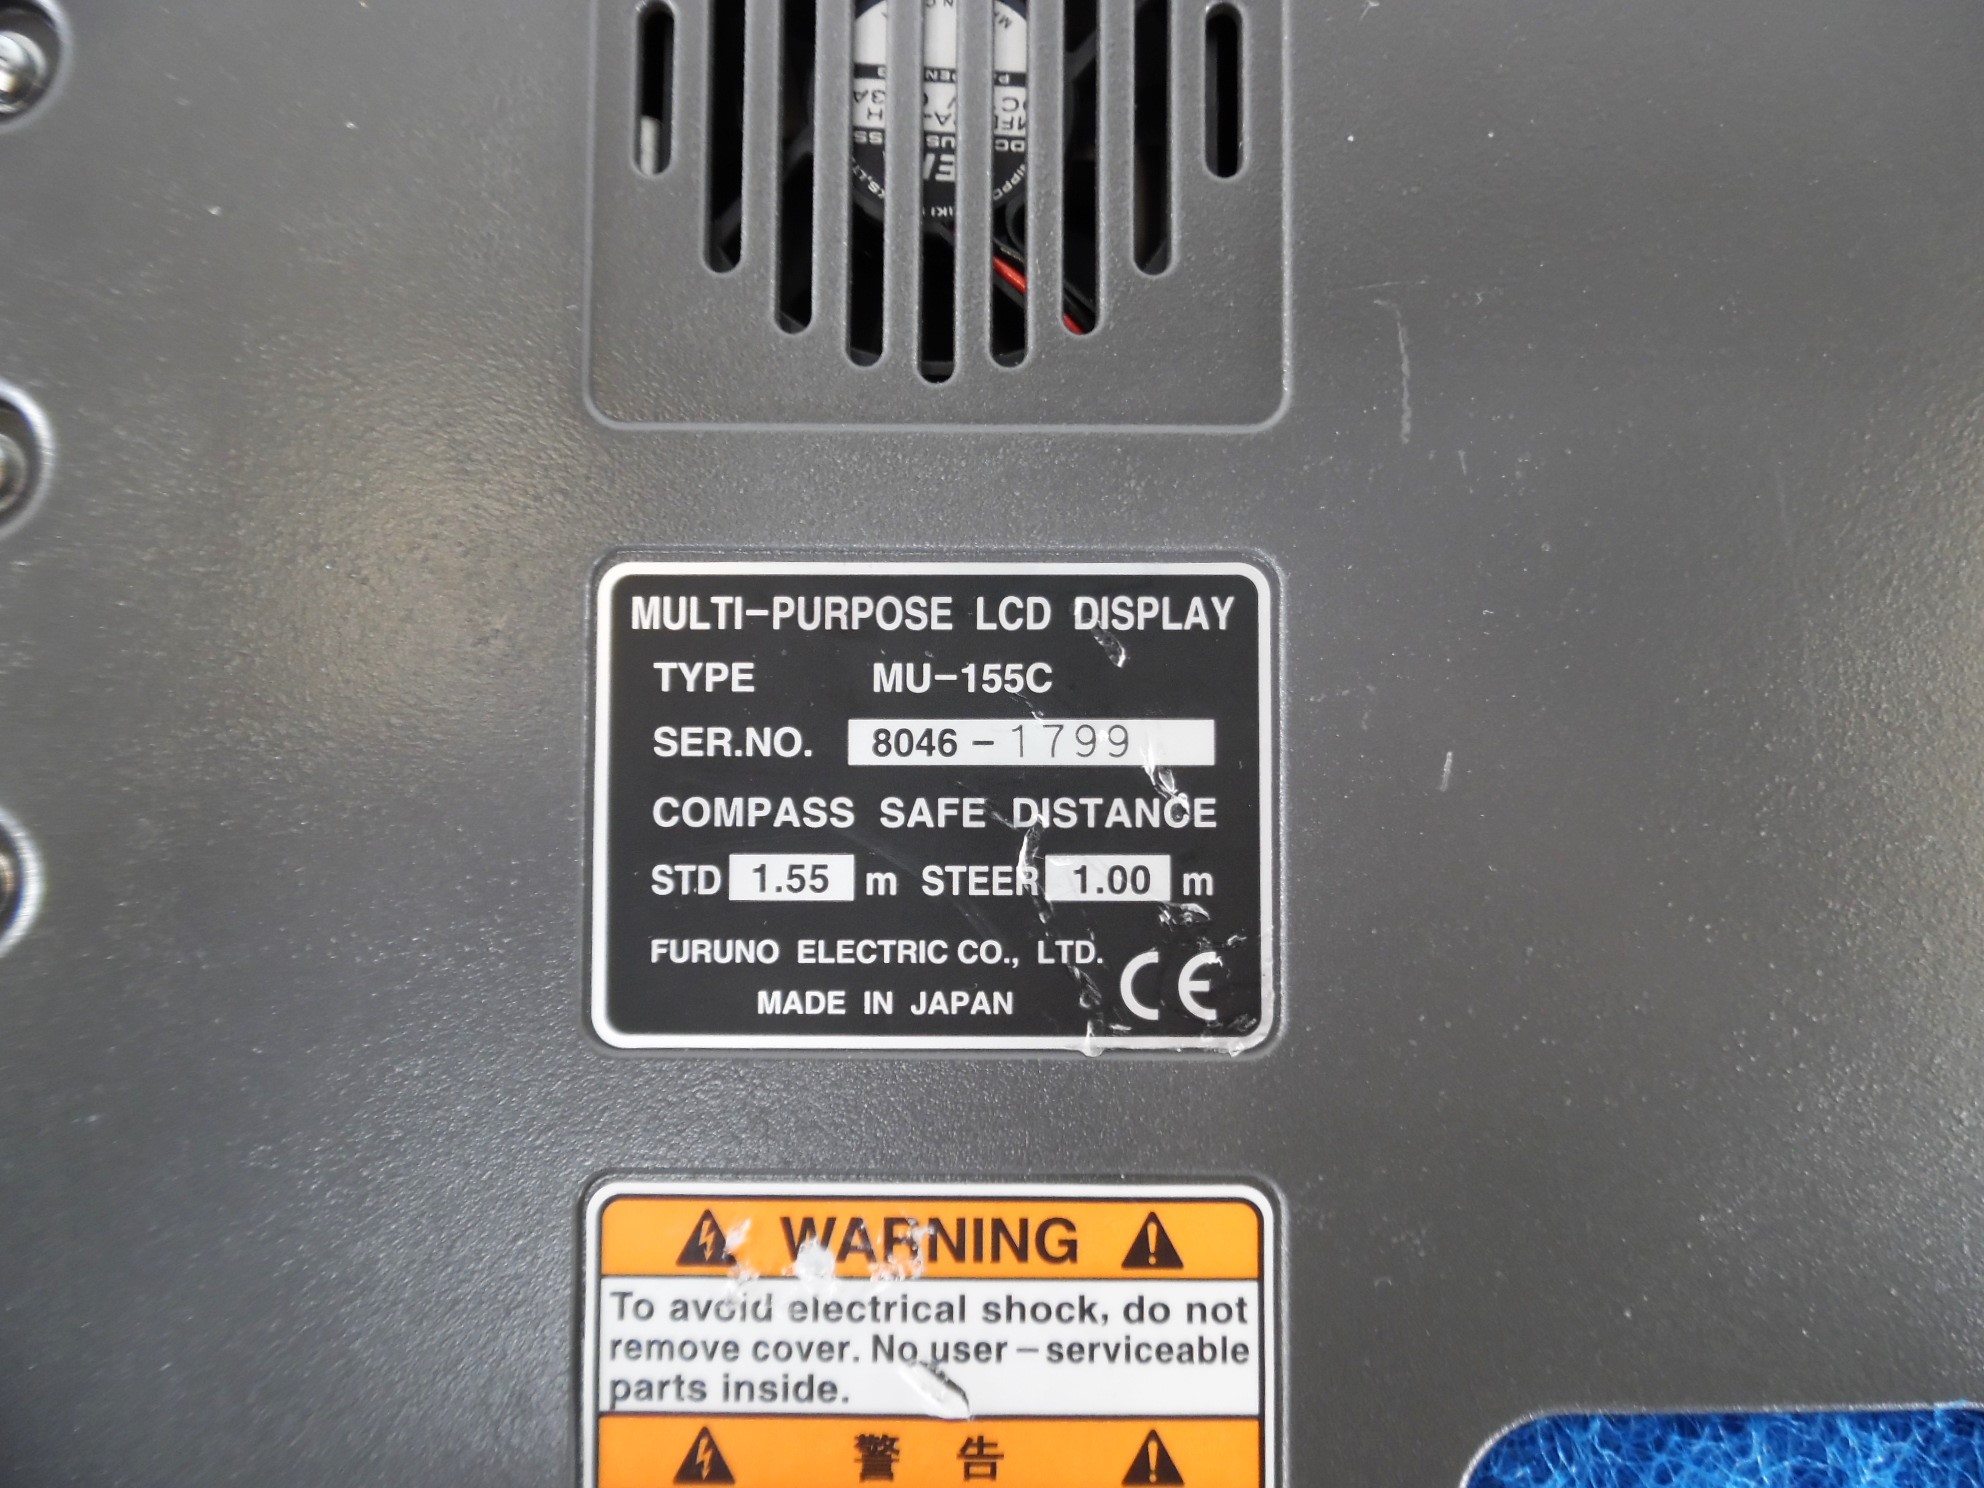 MULTI-PURPOSE LCD DISPLAY
TYPE MU-155C
SER.NO. 8046-1799
COMPASS SAFE DISTANCE
STD 1.55 m STEER 1.00 m
FURUNO ELECTRIC CO., LTD.
MADE IN JAPAN CE
WARNING
To avoid electrical shock, do not
remove cover. No user-serviceable
parts inside.
警告